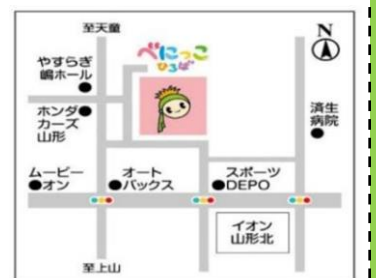 至天童
N
べにっこ
ひろば
やすらぎ
嶋ホール
ホンダ
カーズ
山形
済生
病院
ムービー
オン
オート
バックス
スポーツ
DEPO
イオン
山形北
至上山